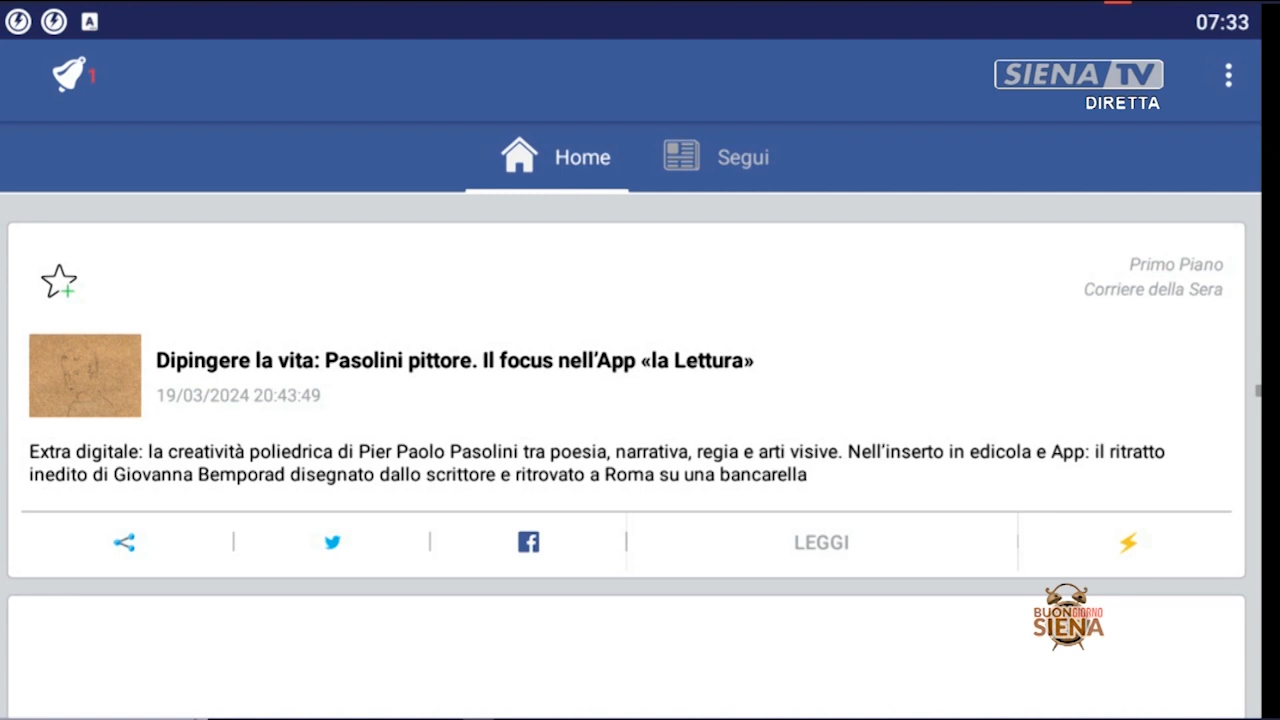 A
07:33
1
SIENA TV
DIRETTA
Home
Segui
Primo Piano
Corriere della Sera
Dipingere la vita: Pasolini pittore. Il focus nell'App «la Lettura»
19/03/2024 20:43:49
Extra digitale: la creatività poliedrica di Pier Paolo Pasolini tra poesia, narrativa, regia e arti visive. Nell'inserto in edicola e App: il ritratto
inedito di Giovanna Bemporad disegnato dallo scrittore e ritrovato a Roma su una bancarella
LEGGI
BUONGIORNO
SIENA